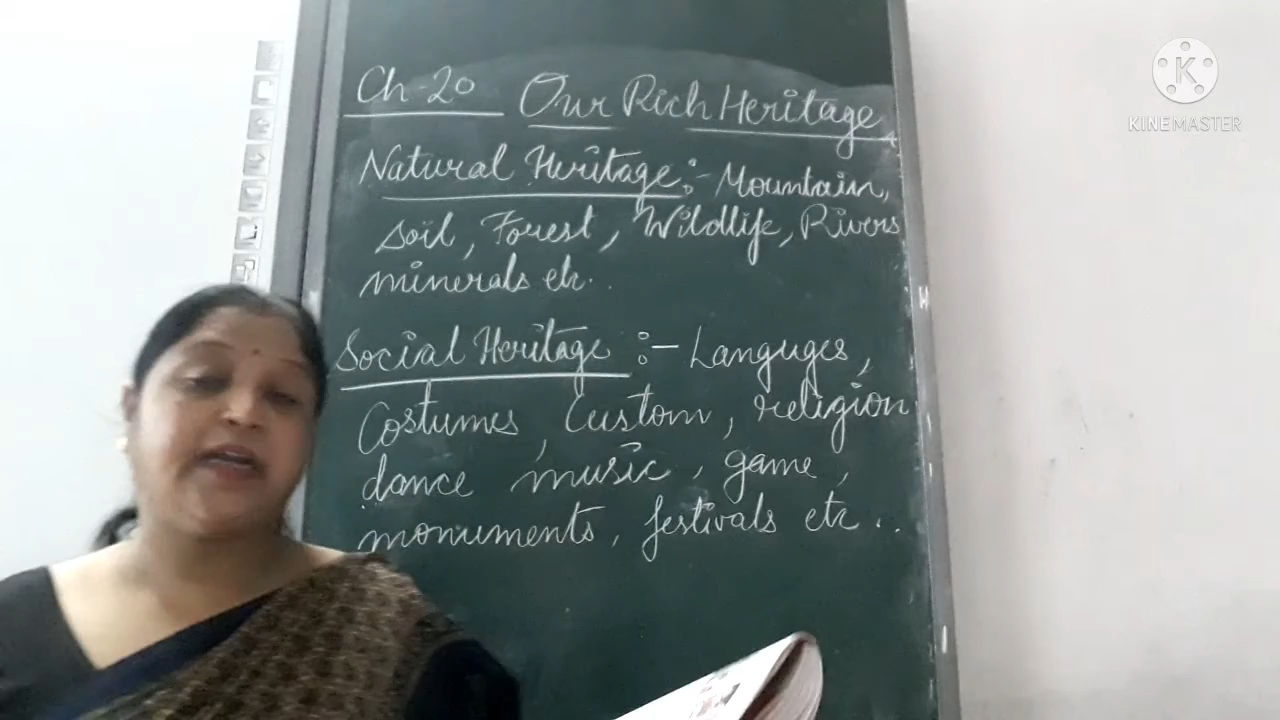 Ch-20 Our Rich Heritage
Natural Heritage :- Mountain,
soil, Forest, Wildlife, Rivers
minerals etc..
Social Heritage :- Languges,
Costumes, Custom, religion
dance music, game,
monuments, festivals etc..
K
KINEMASTER